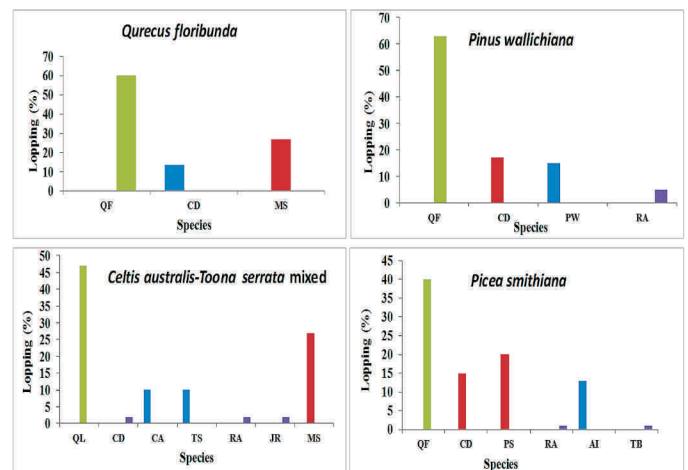 Qurecus floribunda
70
60
50
40
30
20
10
0
Lopping (%)
QF CD MS
Species
Pinus wallichiana
70
60
50
40
30
20
10
0
Lopping (%)
QF CD PW RA
Species
Celtis australis-Toona serrata mixed
50
45
40
35
30
25
20
15
10
5
0
Lopping (%)
QL CD CA TS RA JR MS
Species
Picea smithiana
45
40
35
30
25
20
15
10
5
0
Lopping (%)
QF CD PS RA AI TB
Species